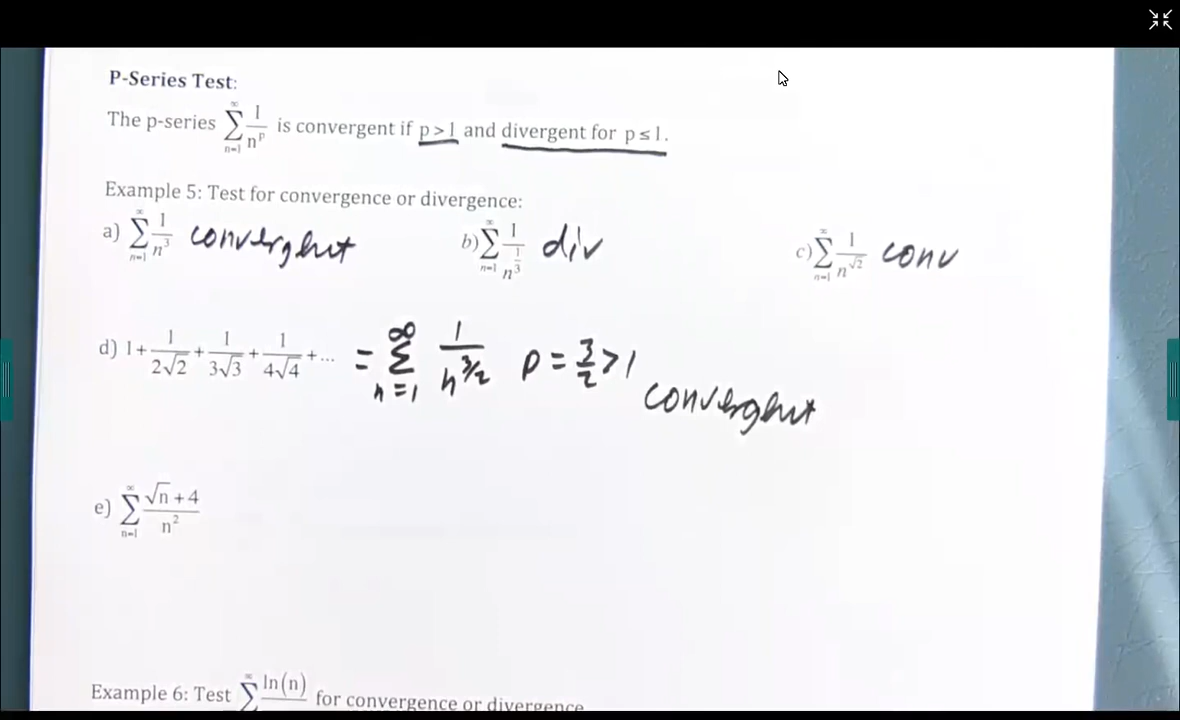 P-Series Test:
The p-series ∑_{n=1}^{∞} 1/n^p is convergent if p > 1 and divergent for p ≤ 1.
Example 5: Test for convergence or divergence:
a) ∑_{n=1}^{∞} 1/n^3 converghut b) ∑_{n=1}^{∞} 1/n^{1/3} div c) ∑_{n=1}^{∞} 1/n^{√2} conv
d) 1 + 1/(2√2) + 1/(3√3) + 1/(4√4) + ... = ∑_{n=1}^{∞} 1/n^{3/2} p = 3/2 > 1
converghut
e) ∑_{n=1}^{∞} (√n + 4)/n^2
Example 6: Test ∑^{∞} ln(n) for convergence or divergence